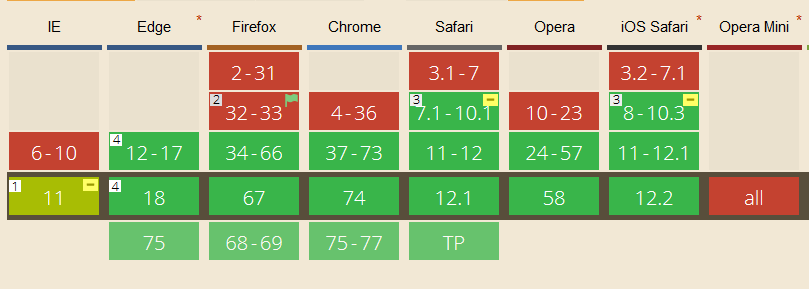 IE Edge * Firefox Chrome Safari Opera iOS Safari * Opera Mini *
2-31 3.1-7 3.2-7.1
2 32-33 4-36 3 7.1-10.1 10-23 3 8-10.3
6-10 4 12-17 34-66 37-73 11-12 24-57 11-12.1
1 11 4 18 67 74 12.1 58 12.2 all
75 68-69 75-77 TP